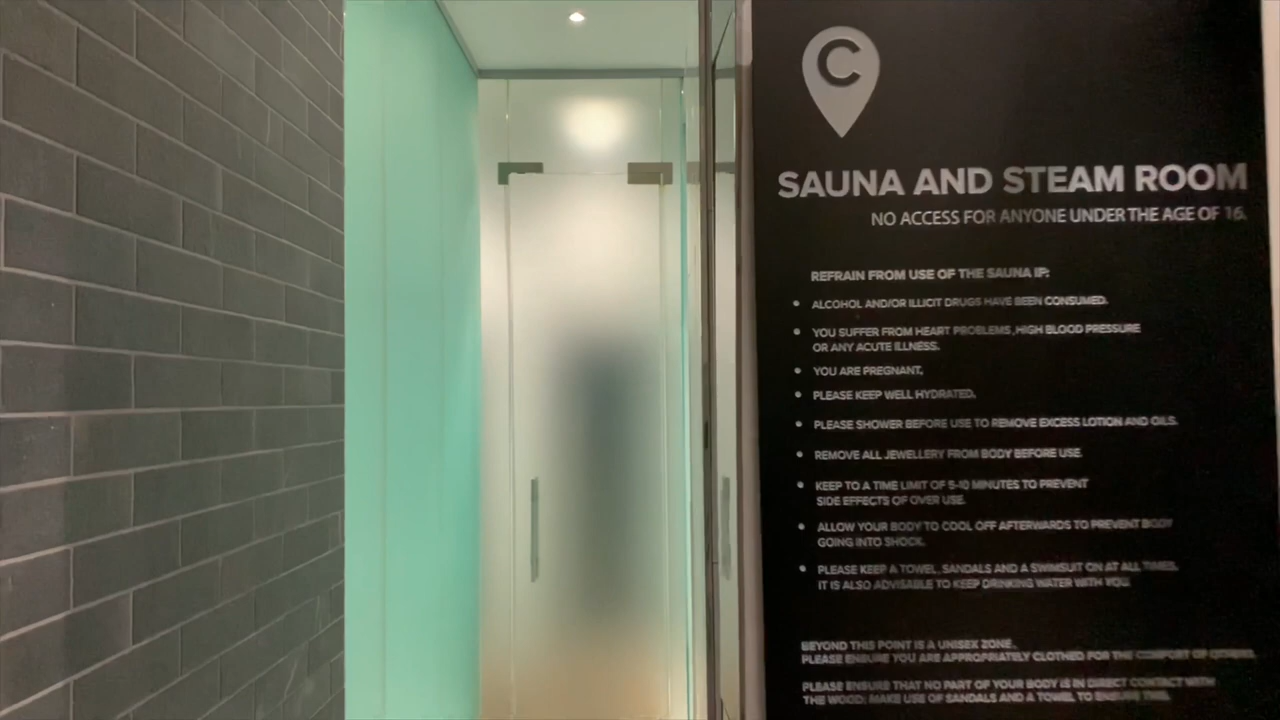 C
SAUNA AND STEAM ROOM
NO ACCESS FOR ANYONE UNDER THE AGE OF 16.
REFRAIN FROM USE OF THE SAUNA IF:
• ALCOHOL AND/OR ILLICIT DRUGS HAVE BEEN CONSUMED.
• YOU SUFFER FROM HEART PROBLEMS, HIGH BLOOD PRESSURE
OR ANY ACUTE ILLNESS.
• YOU ARE PREGNANT.
• PLEASE KEEP WELL HYDRATED.
• PLEASE SHOWER BEFORE USE TO REMOVE EXCESS LOTION AND OILS.
• REMOVE ALL JEWELLERY FROM BODY BEFORE USE.
• KEEP TO A TIME LIMIT OF 5-10 MINUTES TO PREVENT
SIDE EFFECTS OF OVER USE.
• ALLOW YOUR BODY TO COOL OFF AFTERWARDS TO PREVENT BODY
GOING INTO SHOCK.
• PLEASE KEEP A TOWEL, SANDALS AND A SWIMSUIT ON AT ALL TIMES.
IT IS ALSO ADVISABLE TO KEEP DRINKING WATER WITH YOU.
BEYOND THIS POINT IS A UNISEX ZONE.
PLEASE ENSURE YOU ARE APPROPRIATELY CLOTHED FOR THE COMFORT OF OTHERS.
PLEASE ENSURE THAT NO PART OF YOUR BODY IS IN DIRECT CONTACT WITH
THE WOOD; MAKE USE OF SANDALS AND A TOWEL TO ENSURE THIS.